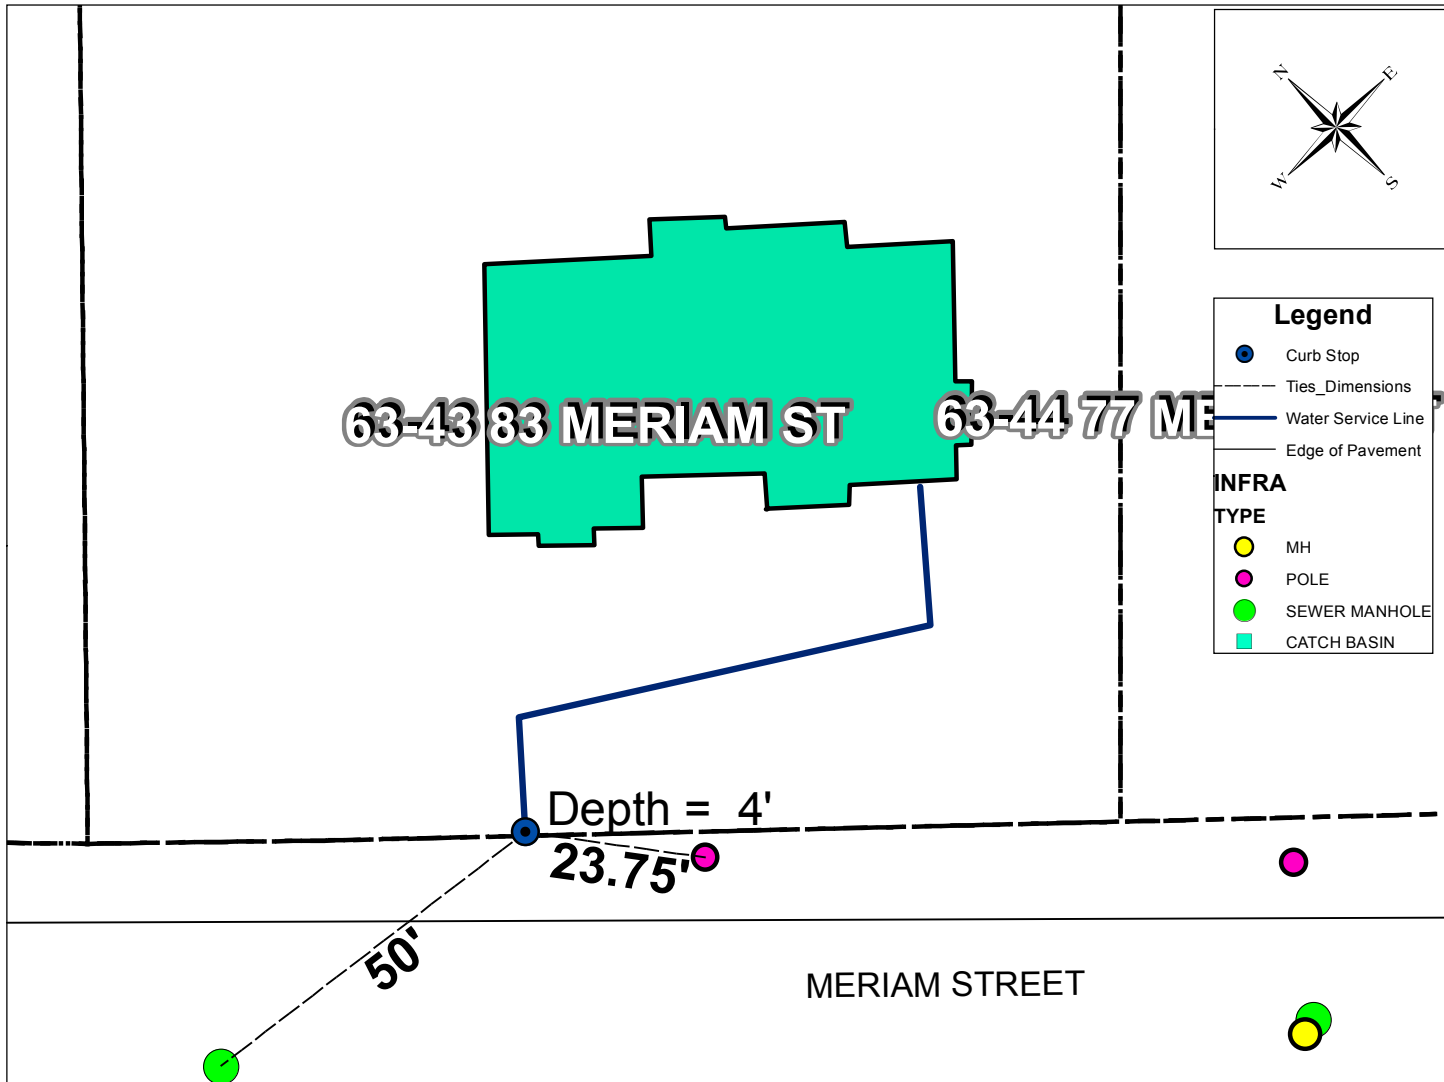 N
E
W
S
Legend
Curb Stop
Ties_Dimensions
Water Service Line
Edge of Pavement
INFRA
TYPE
MH
POLE
SEWER MANHOLE
CATCH BASIN
63-43 83 MERIAM ST
63-44 77 ME
Depth = 4'
23.75'
50'
MERIAM STREET